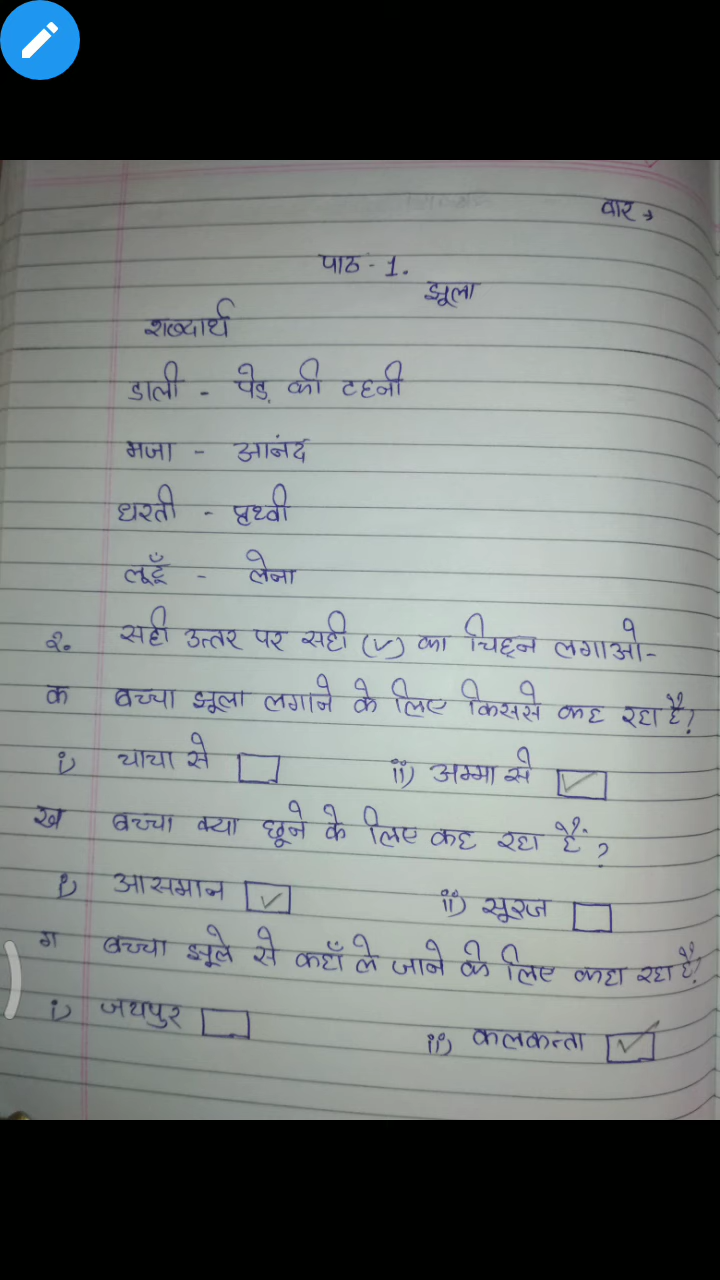 वार →
पाठ - 1.
झूला
शब्दार्थ
डाली - पेड़ की टहनी
मजा - आनंद
धरती - पृथ्वी
लूटूँ - लेना
२. सही उत्तर पर सही (✓) का चिह्न लगाओ-
क बच्चा झूला लगाने के लिए किससे कह रहा है?
i) चाचा से ii) अम्मा से ✓
ख बच्चा क्या छूने के लिए कह रहा हैं?
i) आसमान ✓ ii) सूरज
ग बच्चा झूले से कहाँ ले जाने के लिए कहा रहा है?
i) जयपुर ii) कलकत्ता ✓